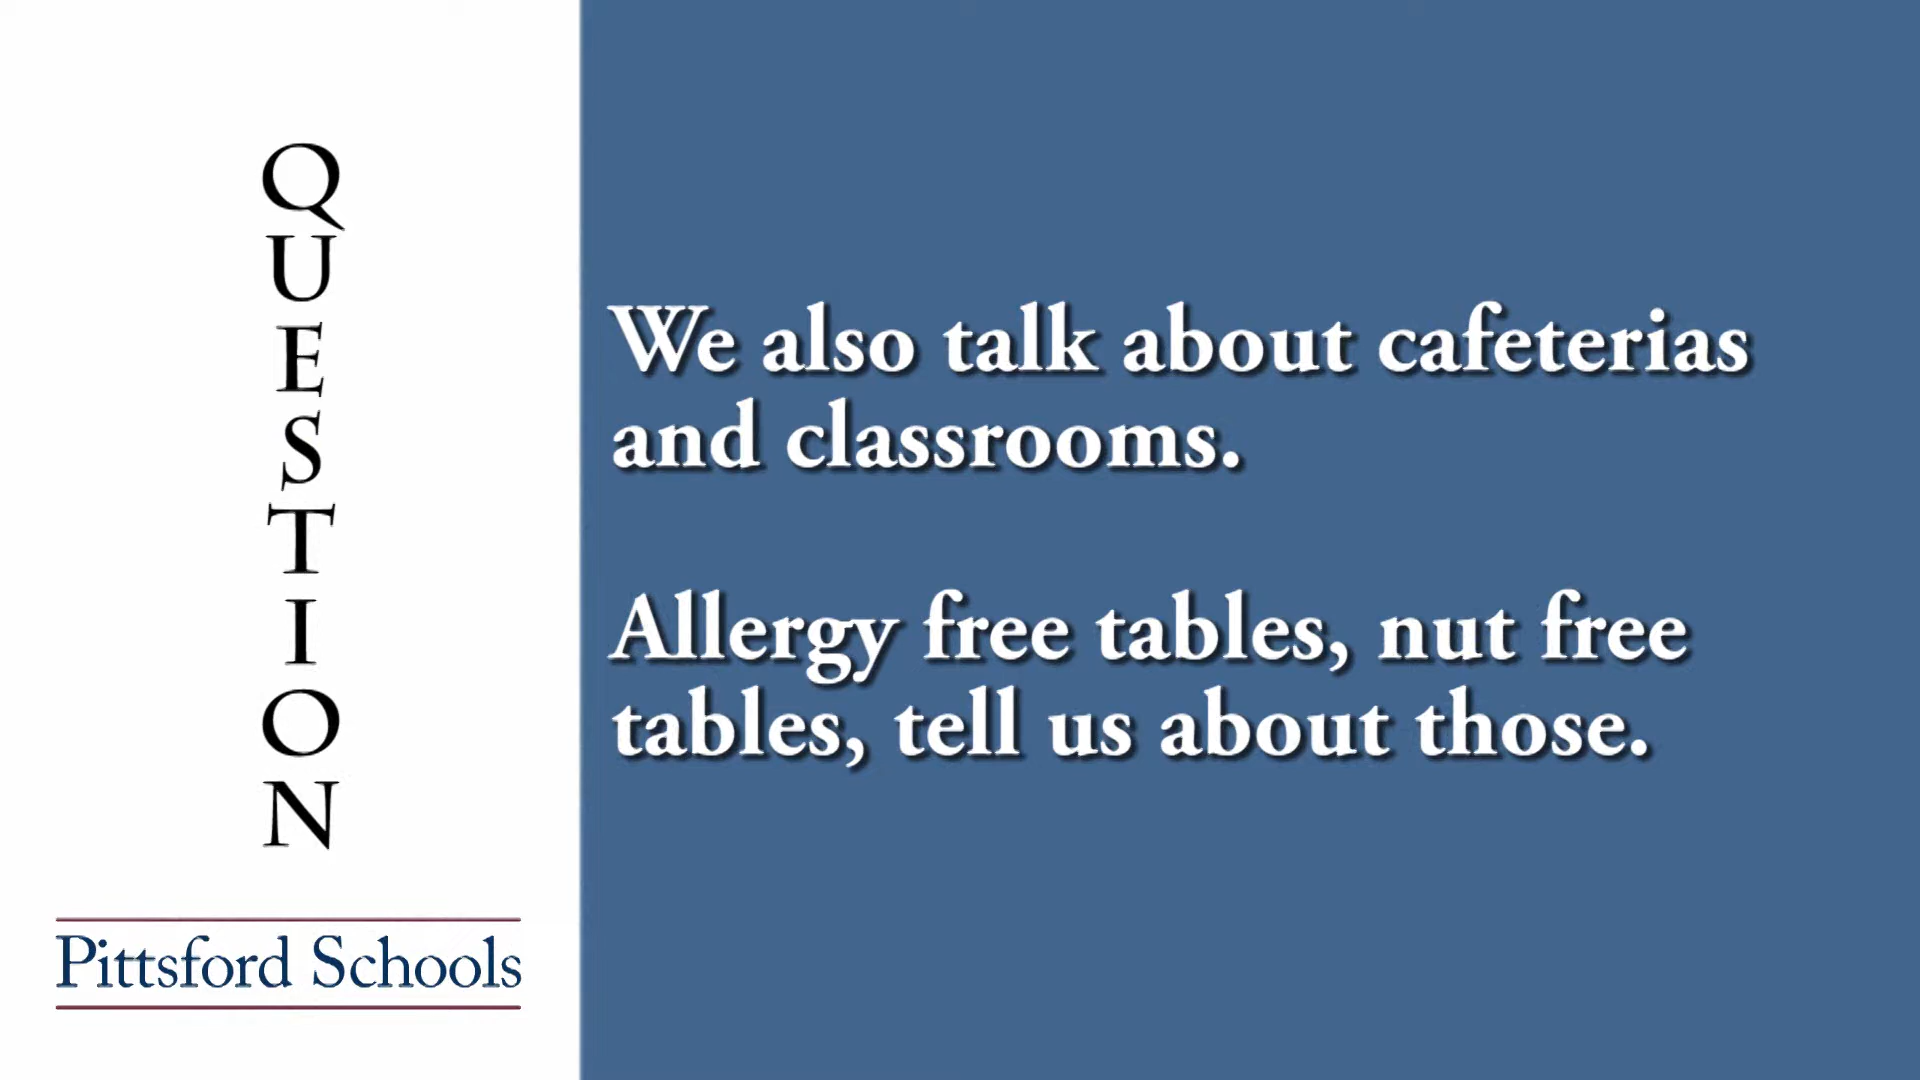 QUESTION
Pittsford Schools
We also talk about cafeterias
and classrooms.
Allergy free tables, nut free
tables, tell us about those.